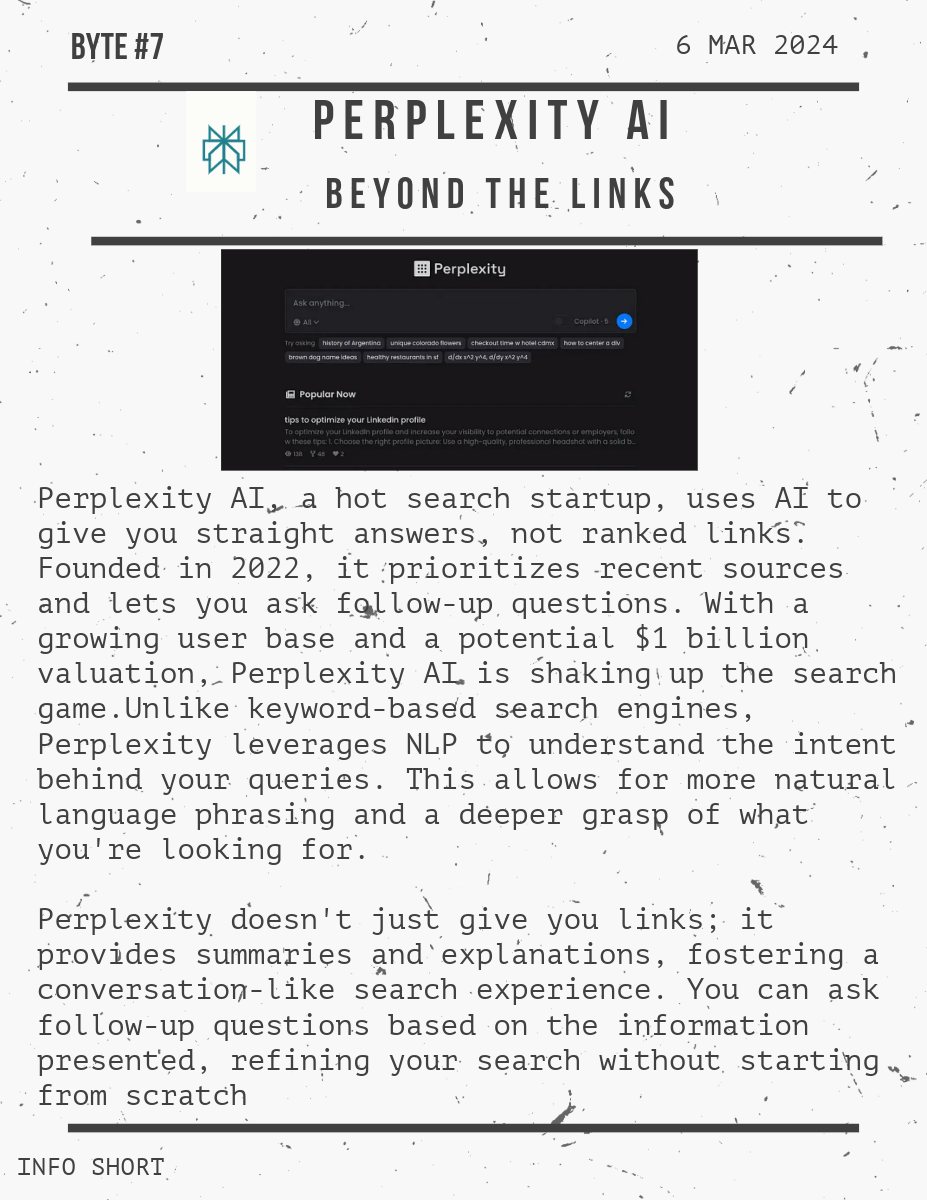 BYTE #7
6 MAR 2024
PERPLEXITY AI
BEYOND THE LINKS
Perplexity
Ask anything...
All
Copilot · 5
Try asking
history of Argentina
unique colorado flowers
checkout time w hotel cdmx
how to center a div
brown dog name ideas
healthy restaurants in sf
d/dx x^2 y^4, d/dy x^2 y^4
Popular Now
tips to optimize your Linkedin profile
To optimize your LinkedIn profile and increase your visibility to potential connections or employers, follo
w these tips: 1. Choose the right profile picture: Use a high-quality, professional headshot with a solid b...
48
2
Perplexity AI, a hot search startup, uses AI to
give you straight answers, not ranked links.
Founded in 2022, it prioritizes recent sources
and lets you ask follow-up questions. With a
growing user base and a potential $1 billion
valuation, Perplexity AI is shaking up the search
game.Unlike keyword-based search engines,
Perplexity leverages NLP to understand the intent
behind your queries. This allows for more natural
language phrasing and a deeper grasp of what
you're looking for.
Perplexity doesn't just give you links; it
provides summaries and explanations, fostering a
conversation-like search experience. You can ask
follow-up questions based on the information
presented, refining your search without starting
from scratch
INFO SHORT